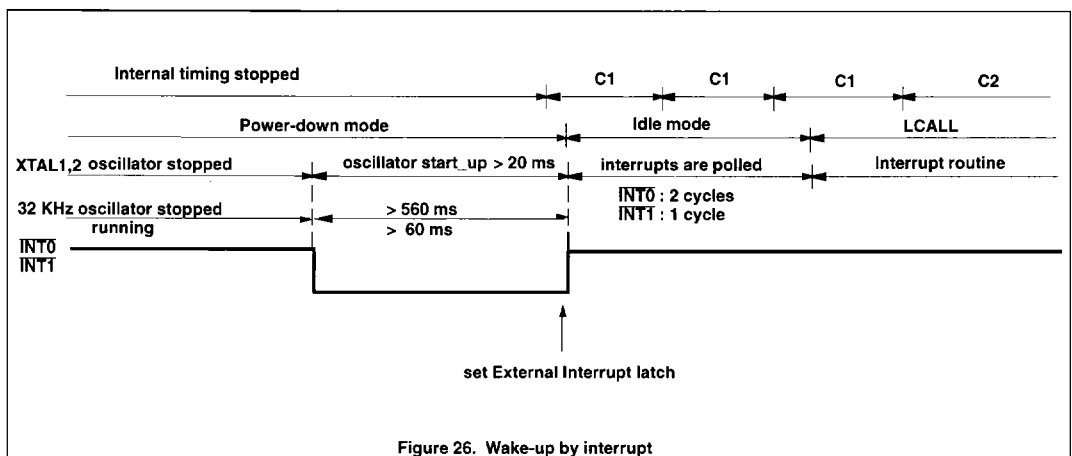 Internal timing stopped C1 C1 C1 C2
Power-down mode Idle mode LCALL
XTAL1,2 oscillator stopped oscillator start_up > 20 ms interrupts are polled Interrupt routine
INT0 : 2 cycles
32 KHz oscillator stopped > 560 ms INT1 : 1 cycle
running > 60 ms
INT0
INT1
set External Interrupt latch
Figure 26. Wake-up by interrupt